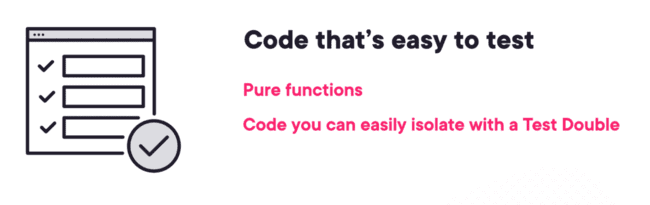 Code that's easy to test
Pure functions
Code you can easily isolate with a Test Double